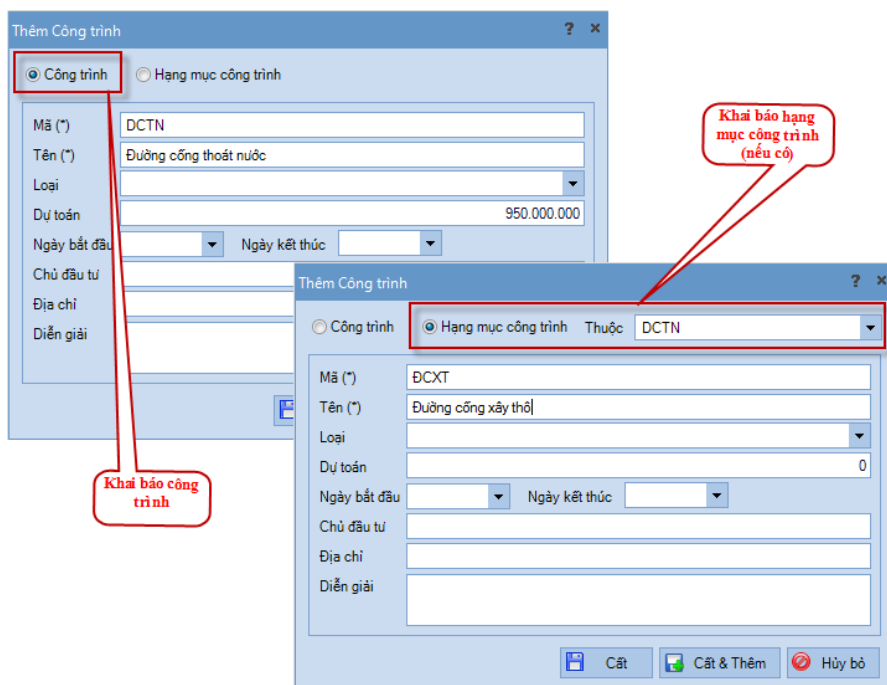 Thêm Công trình
?
×
Công trình
Hạng mục công trình
Mã (*)
DCTN
Tên (*)
Đường cống thoát nước
Loại
Dự toán
950.000.000
Ngày bắt đầu
Ngày kết thúc
Chủ đầu tư
Địa chỉ
Diễn giải
Khai báo công
trình
Khai báo hạng
mục công trình
(nếu có)
Thêm Công trình
?
×
Công trình
Hạng mục công trình
Thuộc
DCTN
Mã (*)
ĐCXT
Tên (*)
Đường cống xây thô
Loại
Dự toán
0
Ngày bắt đầu
Ngày kết thúc
Chủ đầu tư
Địa chỉ
Diễn giải
Cất
Cất & Thêm
Hủy bỏ